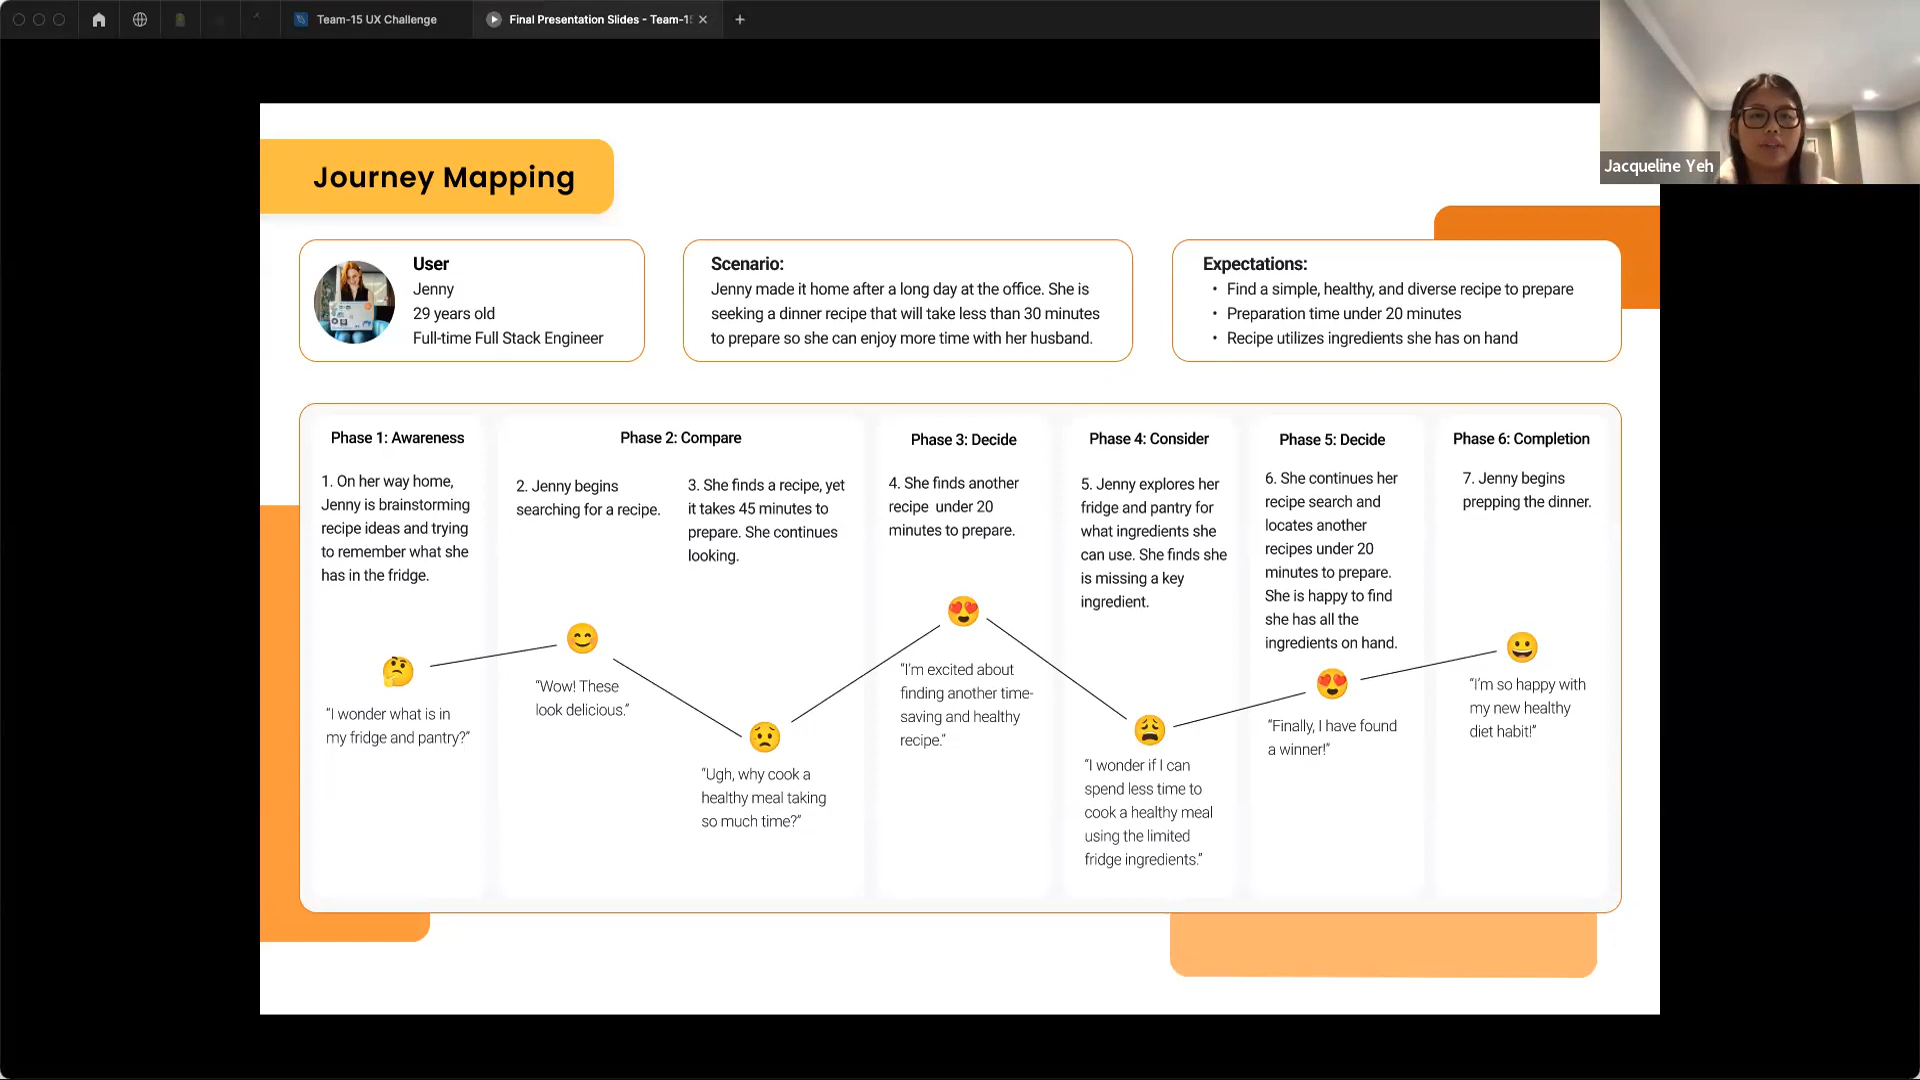 Team-15 UX Challenge
Final Presentation Slides - Team-1
Jacqueline Yeh
Journey Mapping
User
Jenny
29 years old
Full-time Full Stack Engineer
Scenario:
Jenny made it home after a long day at the office. She is
seeking a dinner recipe that will take less than 30 minutes
to prepare so she can enjoy more time with her husband.
Expectations:
• Find a simple, healthy, and diverse recipe to prepare
• Preparation time under 20 minutes
• Recipe utilizes ingredients she has on hand
Phase 1: Awareness
1. On her way home,
Jenny is brainstorming
recipe ideas and trying
to remember what she
has in the fridge.
“I wonder what is in
my fridge and pantry?”
Phase 2: Compare
2. Jenny begins
searching for a recipe.
“Wow! These
look delicious.”
3. She finds a recipe, yet
it takes 45 minutes to
prepare. She continues
looking.
“Ugh, why cook a
healthy meal taking
so much time?”
Phase 3: Decide
4. She finds another
recipe under 20
minutes to prepare.
“I’m excited about
finding another time-
saving and healthy
recipe.”
Phase 4: Consider
5. Jenny explores her
fridge and pantry for
what ingredients she
can use. She finds she
is missing a key
ingredient.
“I wonder if I can
spend less time to
cook a healthy meal
using the limited
fridge ingredients.”
Phase 5: Decide
6. She continues her
recipe search and
locates another
recipes under 20
minutes to prepare.
She is happy to find
she has all the
ingredients on hand.
“Finally, I have found
a winner!”
Phase 6: Completion
7. Jenny begins
prepping the dinner.
“I’m so happy with
my new healthy
diet habit!”